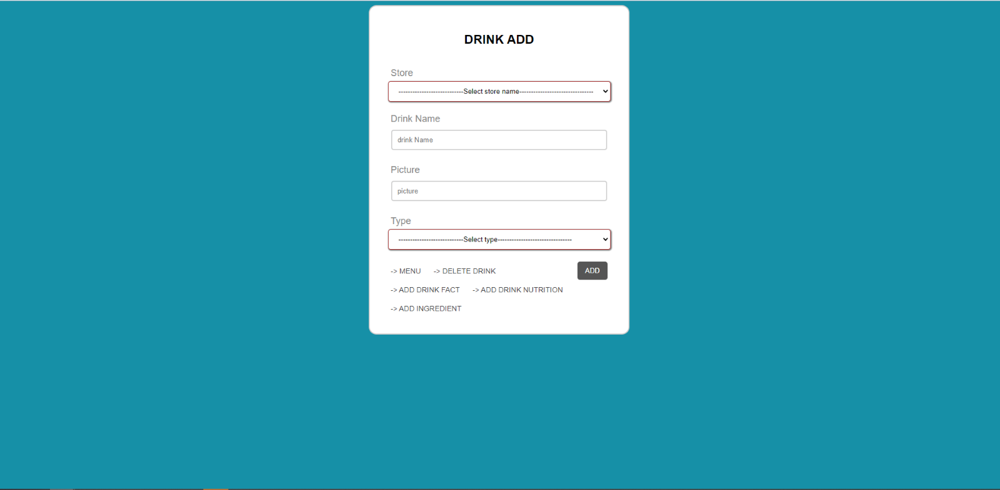 DRINK ADD
Store
----------------------------Select store name--------------------------------
Drink Name
drink Name
Picture
picture
Type
----------------------------Select type--------------------------------
-> MENU -> DELETE DRINK ADD
-> ADD DRINK FACT -> ADD DRINK NUTRITION
-> ADD INGREDIENT